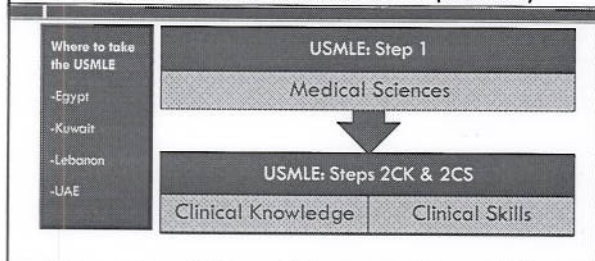 Where to take
the USMLE
-Egypt
-Kuwait
-Lebanon
-UAE
USMLE: Step 1
Medical Sciences
USMLE: Steps 2CK & 2CS
Clinical Knowledge
Clinical Skills